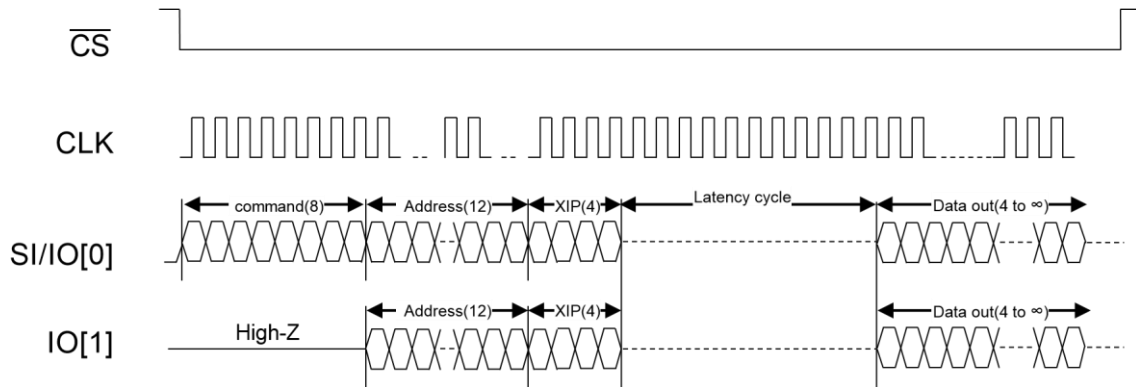 CS
CLK
command(8) Address(12) XIP(4) Latency cycle Data out(4 to ∞)
SI/IO[0]
Address(12) XIP(4) Data out(4 to ∞)
High-Z
IO[1]